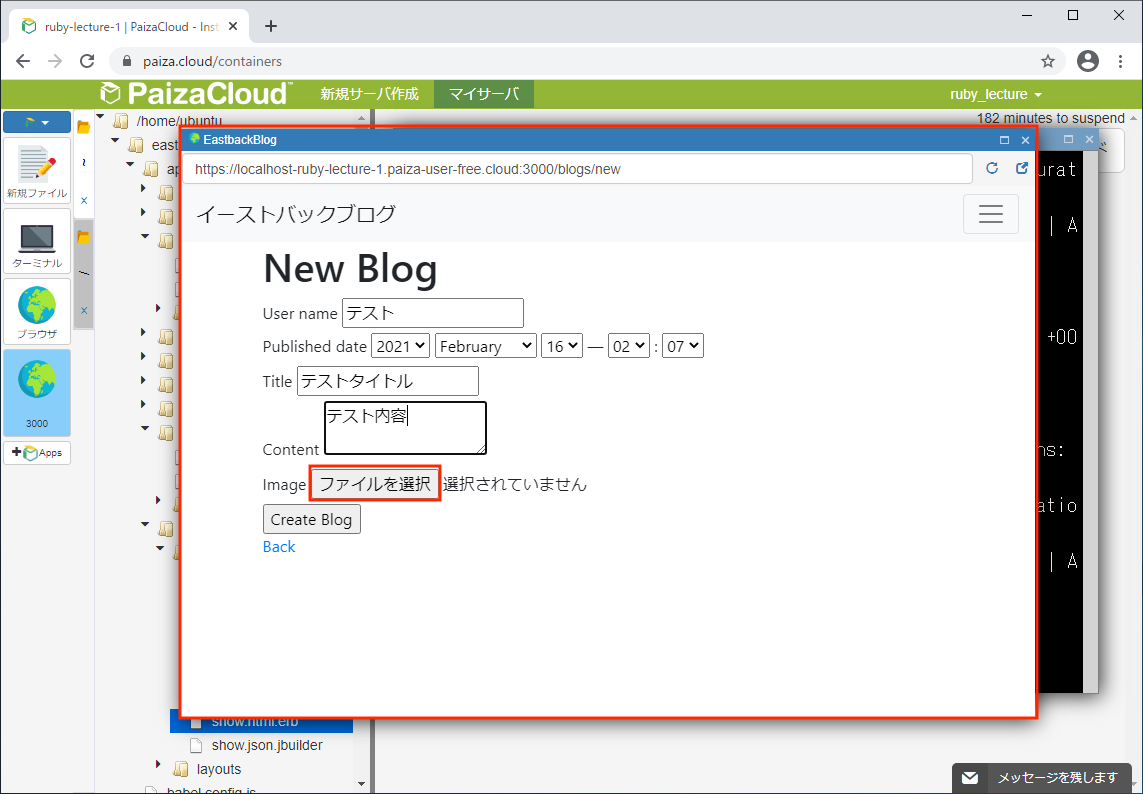 ruby-lecture-1 | PaizaCloud - Inst
paiza.cloud/containers
PaizaCloud 新規サーバ作成 マイサーバ ruby_lecture
/home/ubuntu
182 minutes to suspend
EastbackBlog
https://localhost-ruby-lecture-1.paiza-user-free.cloud:3000/blogs/new
新規ファイル
ターミナル
ブラウザ
3000
Apps
イーストバックブログ
New Blog
User name テスト
Published date 2021 February 16 — 02 : 07
Title テストタイトル
Content テスト内容
Image ファイルを選択 選択されていません
Create Blog
Back
| A
+00
| A
show.html.erb
show.json.jbuilder
layouts
babel.config.js
メッセージを残します